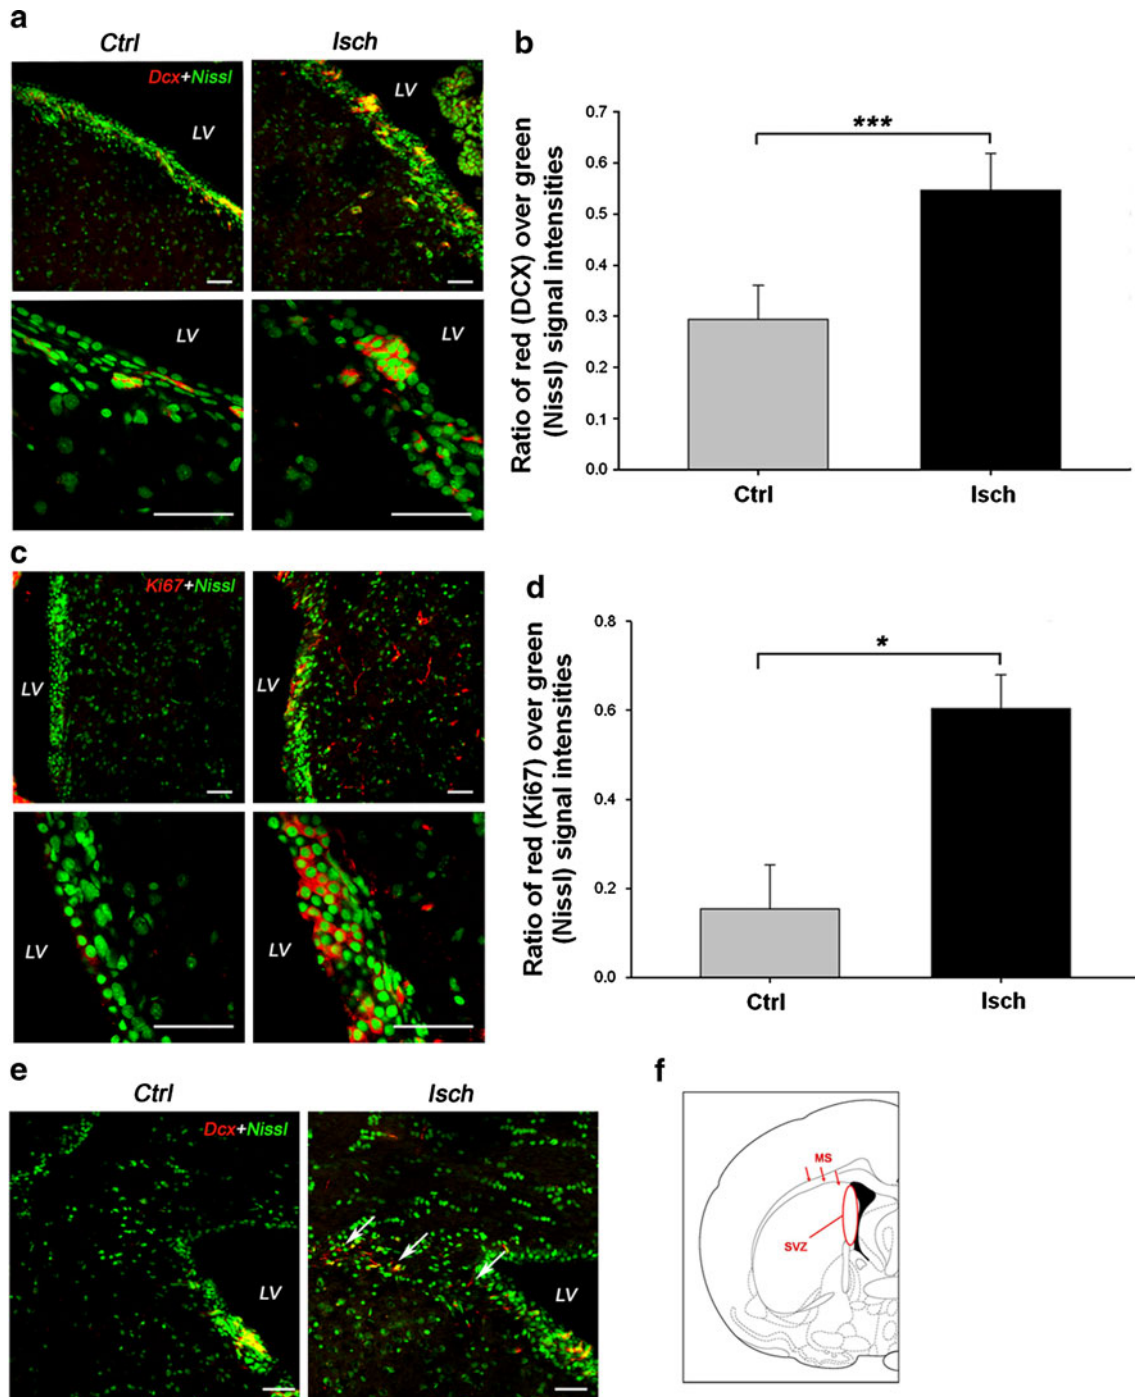 a
Ctrl
Isch
Dcx+Nissl
LV
LV
LV
LV
b
Ratio of red (DCX) over green
(Nissl) signal intensities
0.7
0.6
0.5
0.4
0.3
0.2
0.1
0.0
***
Ctrl
Isch
c
Ki67+Nissl
LV
LV
LV
LV
d
Ratio of red (Ki67) over green
(Nissl) signal intensities
0.8
0.6
0.4
0.2
0.0
*
Ctrl
Isch
e
Ctrl
Isch
Dcx+Nissl
LV
LV
f
MS
SVZ